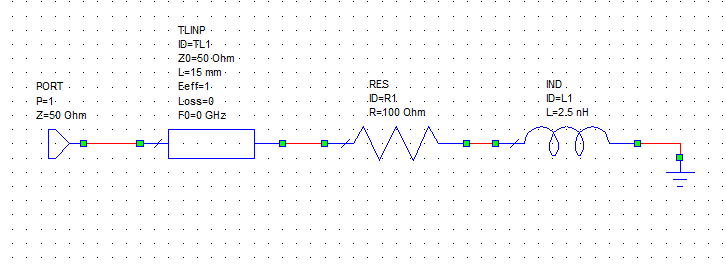 PORT
P=1
Z=50 Ohm
TLINP
ID=TL1
Z0=50 Ohm
L=15 mm
Eeff=1
Loss=0
F0=0 GHz
RES
ID=R1
R=100 Ohm
IND
ID=L1
L=2.5 nH